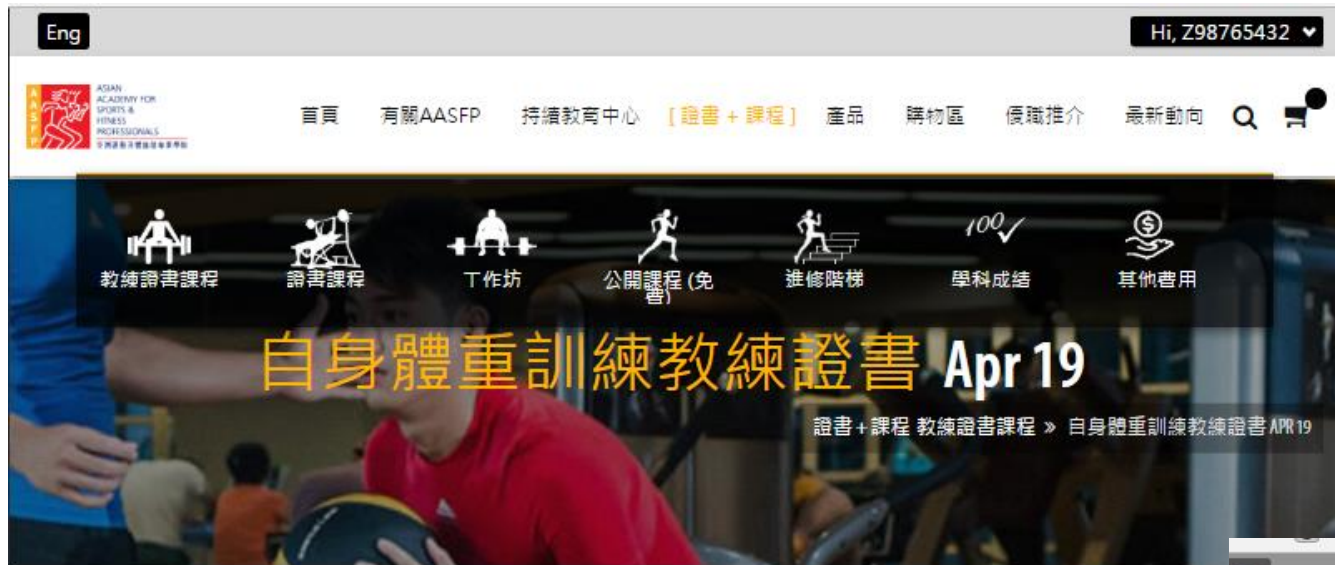 Eng
Hi, Z98765432
AASFP
ASIAN
ACADEMY FOR
SPORTS &
FITNESS
PROFESSIONALS
首頁 有關AASFP 持續教育中心 [ 證書 + 課程 ] 產品 購物區 優職推介 最新動向
100
教練證書課程 證書課程 工作坊 公開課程 (免費) 進修階梯 學科成績 其他費用
自身體重訓練教練證書 Apr 19
證書 + 課程 教練證書課程 » 自身體重訓練教練證書 APR 19